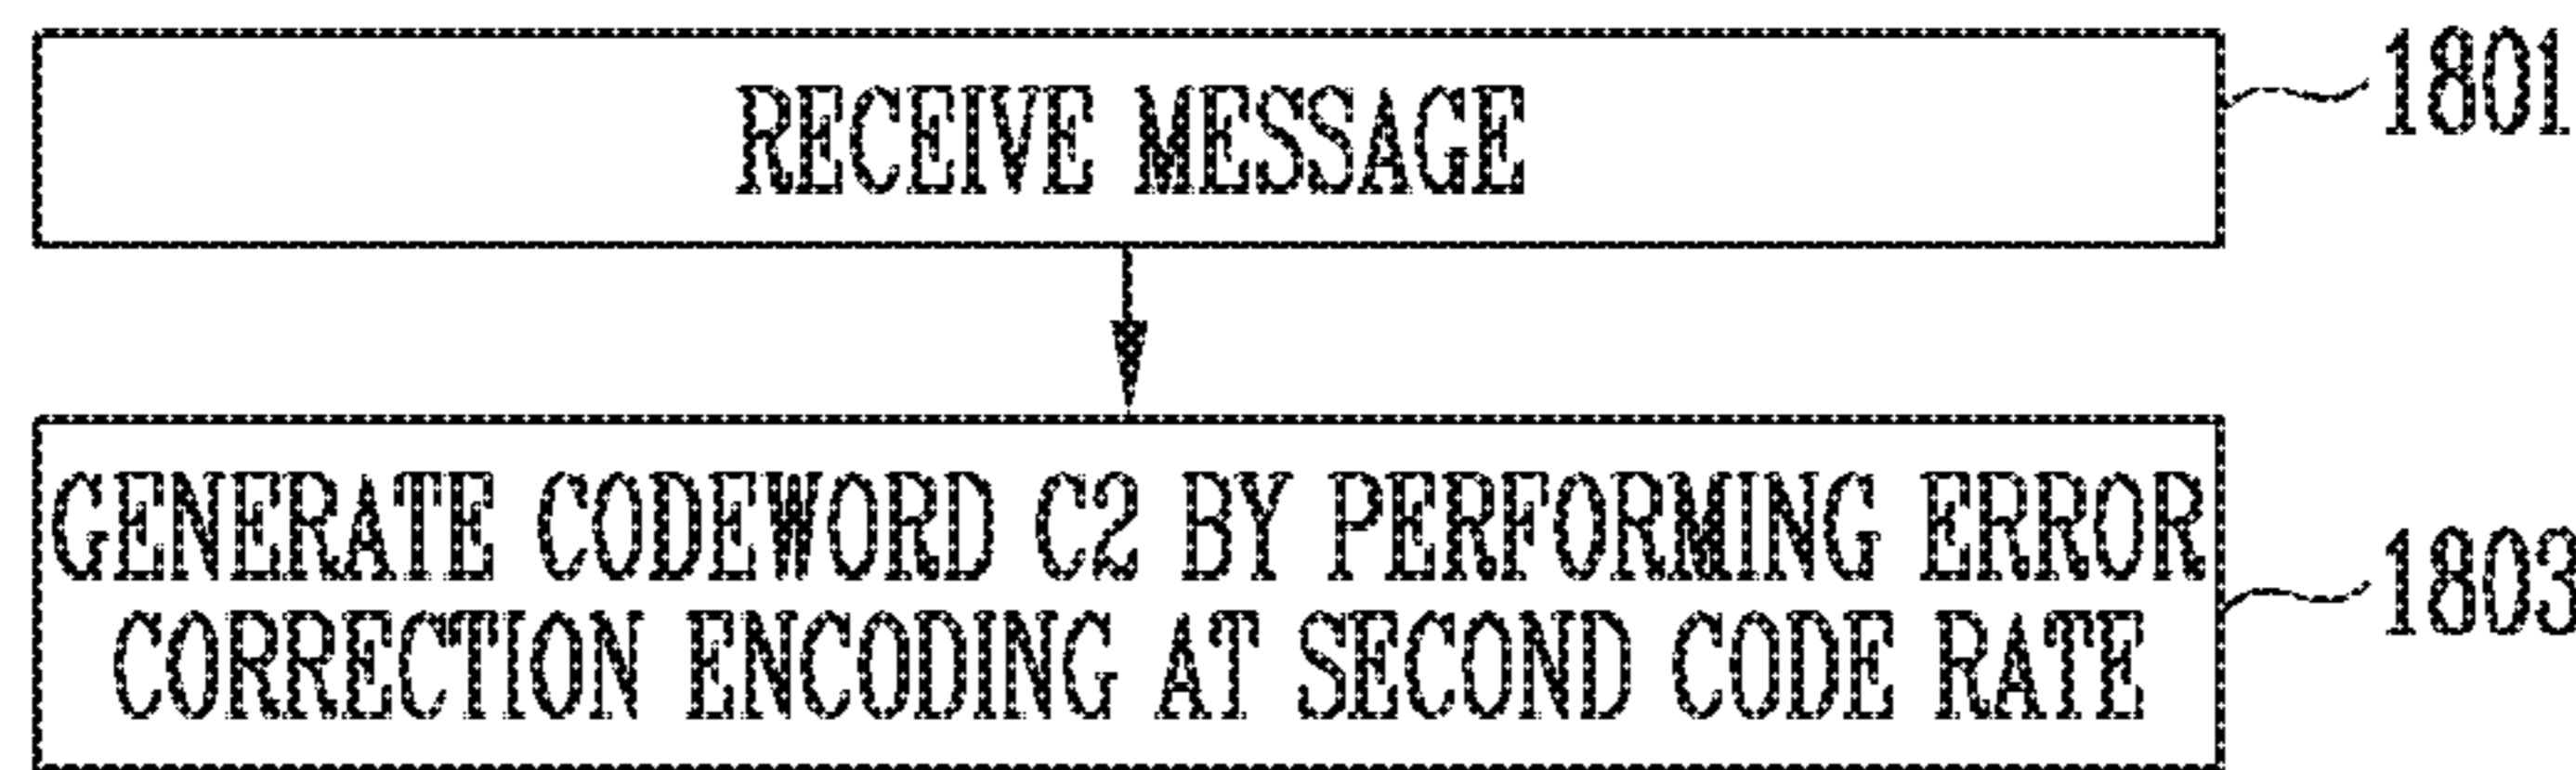 RECEIVE MESSAGE
1801
GENERATE CODEWORD C2 BY PERFORMING ERROR
CORRECTION ENCODING AT SECOND CODE RATE
1803